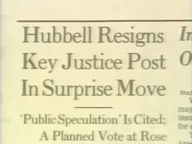 Hubbell Resigns
Key Justice Post
In Surprise Move
'Public Speculation' Is Cited;
A Planned Vote at Rose